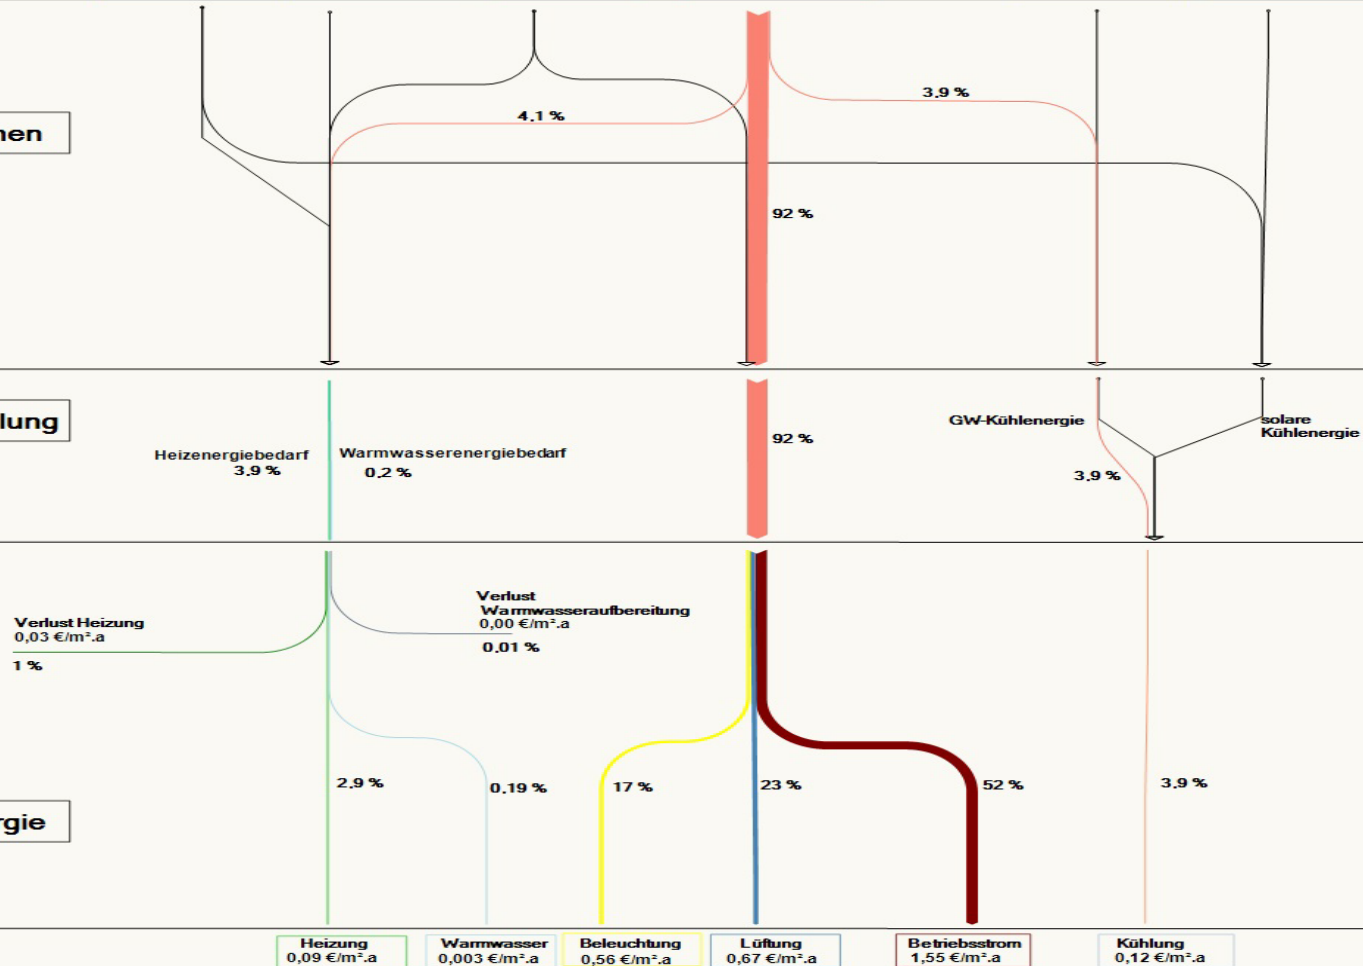 3.9 %
4.1 %
nen
92 %
lung
GW-Kühlenergie
solare
Kühlenergie
92 %
Heizenergiebedarf
3.9 %
Warmwasserenergiebedarf
0.2 %
3.9 %
Verlust
Warmwasseraufbereitung
0,00 €/m².a
0.01 %
Verlust Heizung
0,03 €/m².a
1 %
2.9 %
0.19 %
17 %
23 %
52 %
3.9 %
rgie
Heizung
0,09 €/m².a
Warmwasser
0,003 €/m².a
Beleuchtung
0,56 €/m².a
Lüftung
0,67 €/m².a
Betriebsstrom
1,55 €/m².a
Kühlung
0,12 €/m².a